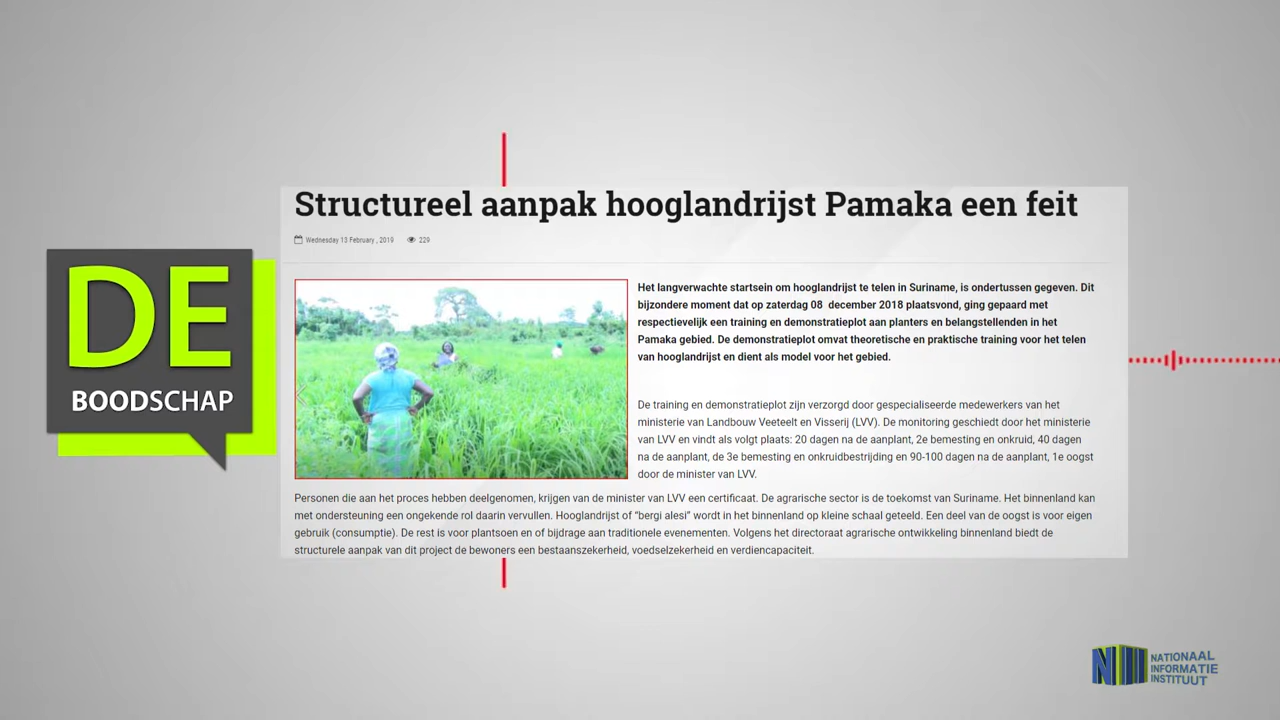 DE
BOODSCHAP
Structureel aanpak hooglandrijst Pamaka een feit
Wednesday 13 February , 2019 229
Het langverwachte startsein om hooglandrijst te telen in Suriname, is ondertussen gegeven. Dit
bijzondere moment dat op zaterdag 08 december 2018 plaatsvond, ging gepaard met
respectievelijk een training en demonstratieplot aan planters en belangstellenden in het
Pamaka gebied. De demonstratieplot omvat theoretische en praktische training voor het telen
van hooglandrijst en dient als model voor het gebied.
De training en demonstratieplot zijn verzorgd door gespecialiseerde medewerkers van het
ministerie van Landbouw Veeteelt en Visserij (LVV). De monitoring geschiedt door het ministerie
van LVV en vindt als volgt plaats: 20 dagen na de aanplant, 2e bemesting en onkruid, 40 dagen
na de aanplant, de 3e bemesting en onkruidbestrijding en 90-100 dagen na de aanplant, 1e oogst
door de minister van LVV.
Personen die aan het proces hebben deelgenomen, krijgen van de minister van LVV een certificaat. De agrarische sector is de toekomst van Suriname. Het binnenland kan
met ondersteuning een ongekende rol daarin vervullen. Hooglandrijst of “bergi alesi” wordt in het binnenland op kleine schaal geteeld. Een deel van de oogst is voor eigen
gebruik (consumptie). De rest is voor plantsoen en of bijdrage aan traditionele evenementen. Volgens het directoraat agrarische ontwikkeling binnenland biedt de
structurele aanpak van dit project de bewoners een bestaanszekerheid, voedselzekerheid en verdiencapaciteit.
NII NATIONAAL
INFORMATIE
INSTITUUT